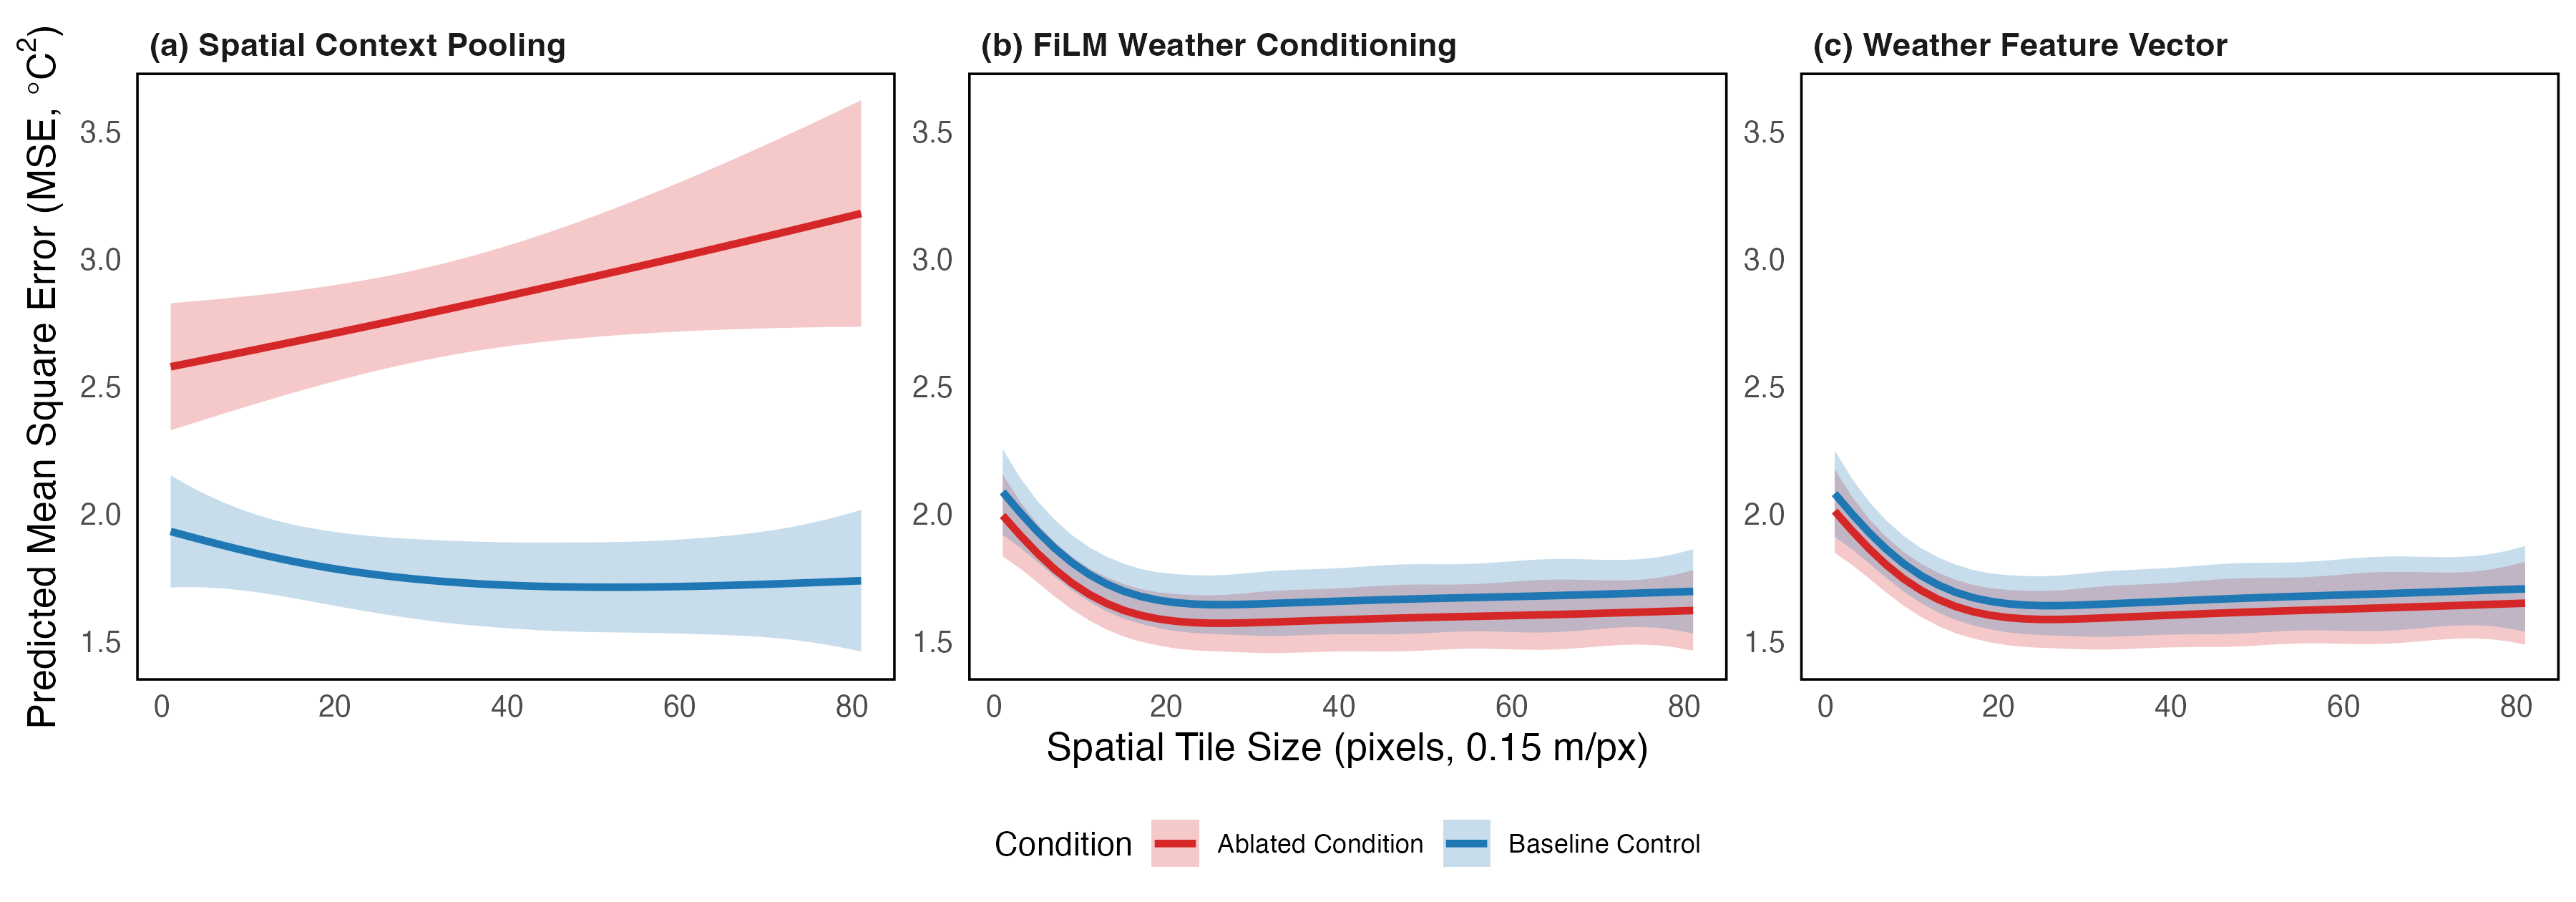 (a) Spatial Context Pooling
(b) FiLM Weather Conditioning
(c) Weather Feature Vector
Predicted Mean Square Error (MSE, °C²)
3.5
3.0
2.5
2.0
1.5
3.5
3.0
2.5
2.0
1.5
3.5
3.0
2.5
2.0
1.5
0 20 40 60 80
0 20 40 60 80
0 20 40 60 80
Spatial Tile Size (pixels, 0.15 m/px)
Condition Ablated Condition Baseline Control